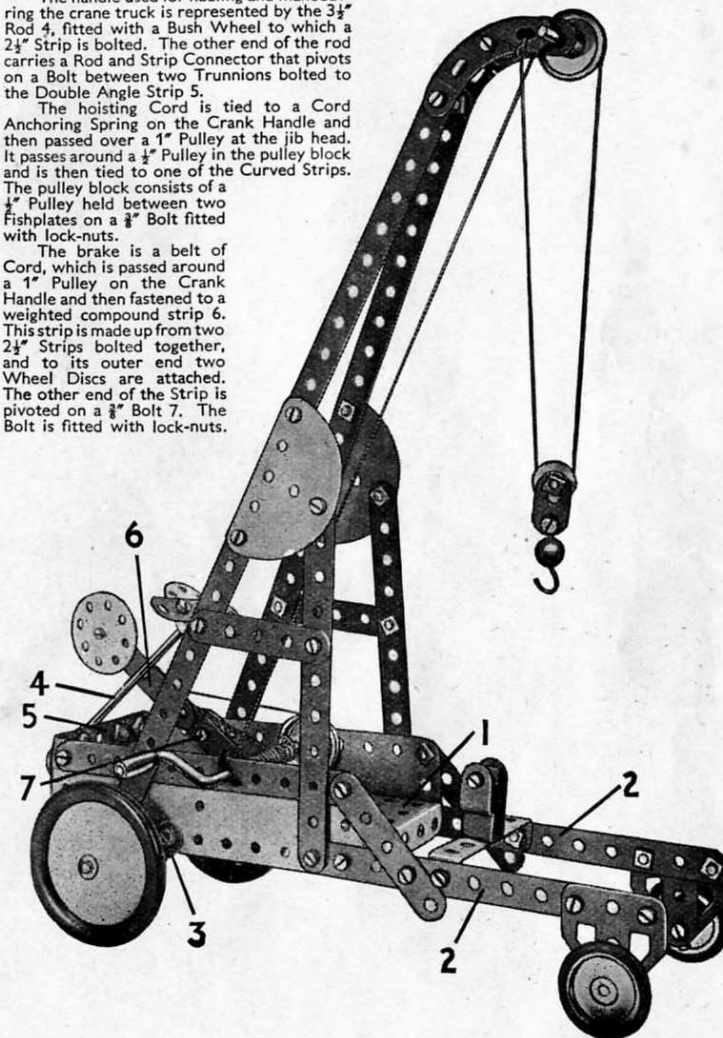 The handle used for hauling and manoeuv-
ring the crane truck is represented by the 3½″
Rod 4, fitted with a Bush Wheel to which a
2½″ Strip is bolted. The other end of the rod
carries a Rod and Strip Connector that pivots
on a Bolt between two Trunnions bolted to
the Double Angle Strip 5.
The hoisting Cord is tied to a Cord
Anchoring Spring on the Crank Handle and
then passed over a 1″ Pulley at the jib head.
It passes around a ½″ Pulley in the pulley block
and is then tied to one of the Curved Strips.
The pulley block consists of a
½″ Pulley held between two
Fishplates on a ⅜″ Bolt fitted
with lock-nuts.
The brake is a belt of
Cord, which is passed around
a 1″ Pulley on the Crank
Handle and then fastened to a
weighted compound strip 6.
This strip is made up from two
2½″ Strips bolted together,
and to its outer end two
Wheel Discs are attached.
The other end of the Strip is
pivoted on a ⅜″ Bolt 7. The
Bolt is fitted with lock-nuts.
6
4
5
7
1
2
3
2